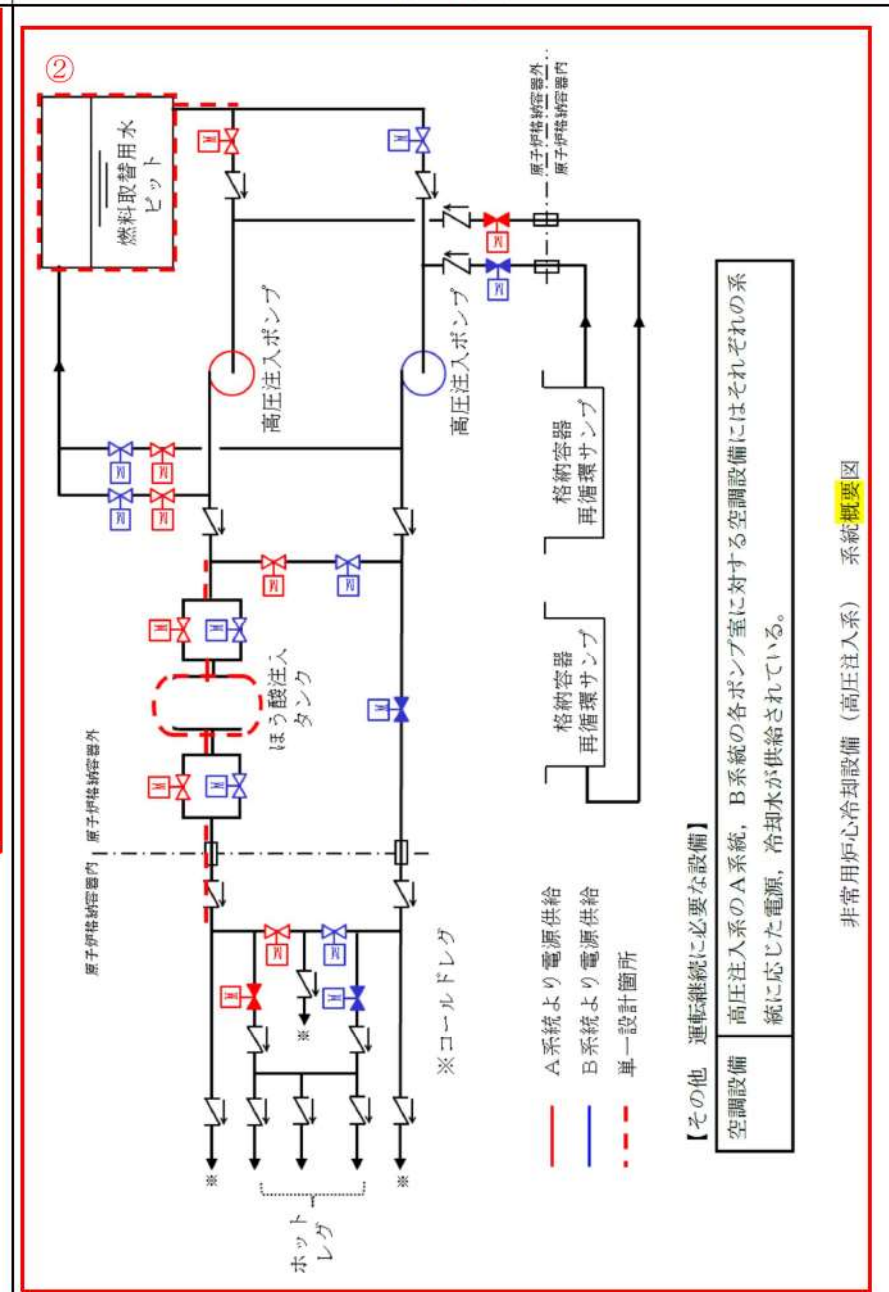 ②
燃料取替用水
ピット
M
M
原子炉格納容器外
原子炉格納容器内
M
M
高圧注入ポンプ
高圧注入ポンプ
M
M
M
M
格納容器
再循環サンプ
格納容器
再循環サンプ
M
M
M
M
ほう酸注入
タンク
M
M
M
M
原子炉格納容器外
原子炉格納容器内
M
M
M
M
※
※
※
※コールドレグ
ホット
レグ
A系統より電源供給
B系統より電源供給
単一設計箇所
【その他 運転継続に必要な設備】
空調設備
高圧注入系のA系統，B系統の各ポンプ室に対する空調設備にはそれぞれの系
統に応じた電源，冷却水が供給されている。
非常用炉心冷却設備（高圧注入系） 系統概要図